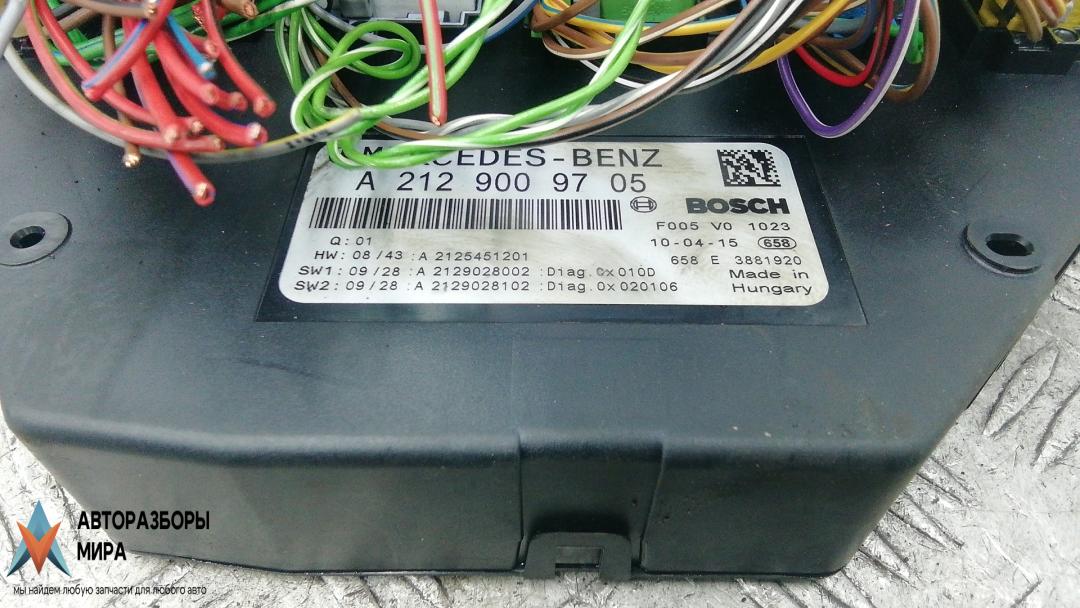 MERCEDES-BENZ
A 212 900 97 05
BOSCH
F005 V0 1023
Q: 01
10-04-15 658
HW: 08/43 :A 2125451201
658 E 3881920
SW1: 09/28 :A 2129028002 :Diag.0x010D
Made in
SW2: 09/28 :A 2129028102 :Diag.0x020106
Hungary
АВТОРАЗБОРЫ
МИРА
мы найдем любую запчасти для любого авто